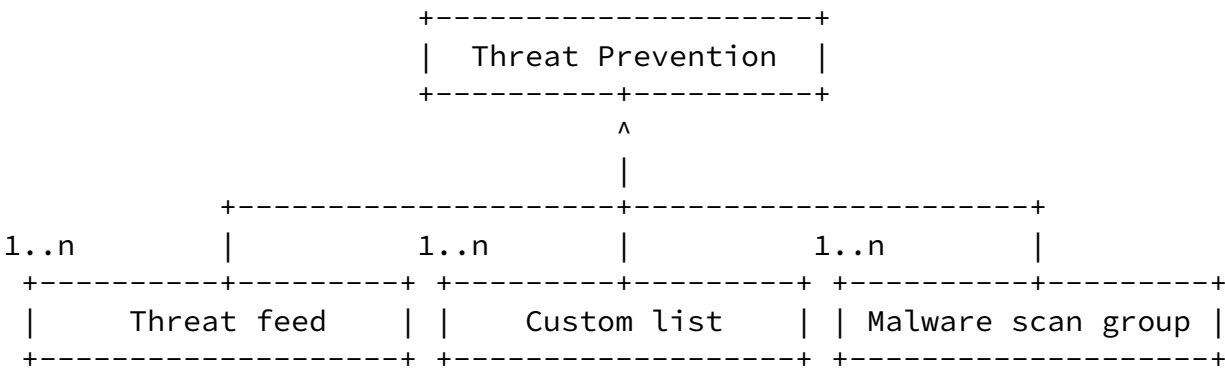 Threat Prevention
1..n 1..n 1..n
Threat feed Custom list Malware scan group